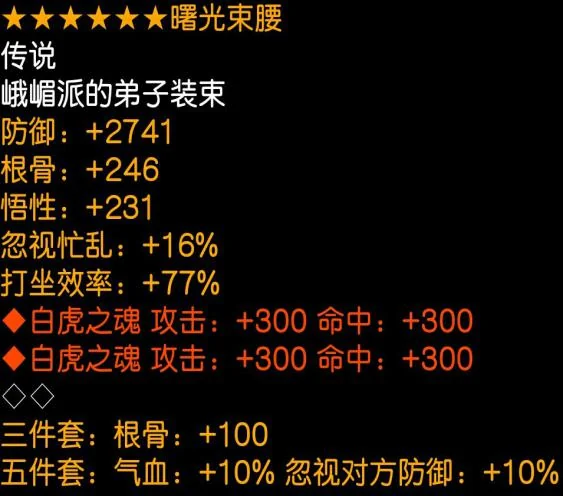 ★★★★★★曙光束腰
传说
峨嵋派的弟子装束
防御：+2741
根骨：+246
悟性：+231
忽视忙乱：+16%
打坐效率：+77%
◆白虎之魂 攻击：+300 命中：+300
◆白虎之魂 攻击：+300 命中：+300
◇◇
三件套：根骨：+100
五件套：气血：+10% 忽视对方防御：+10%